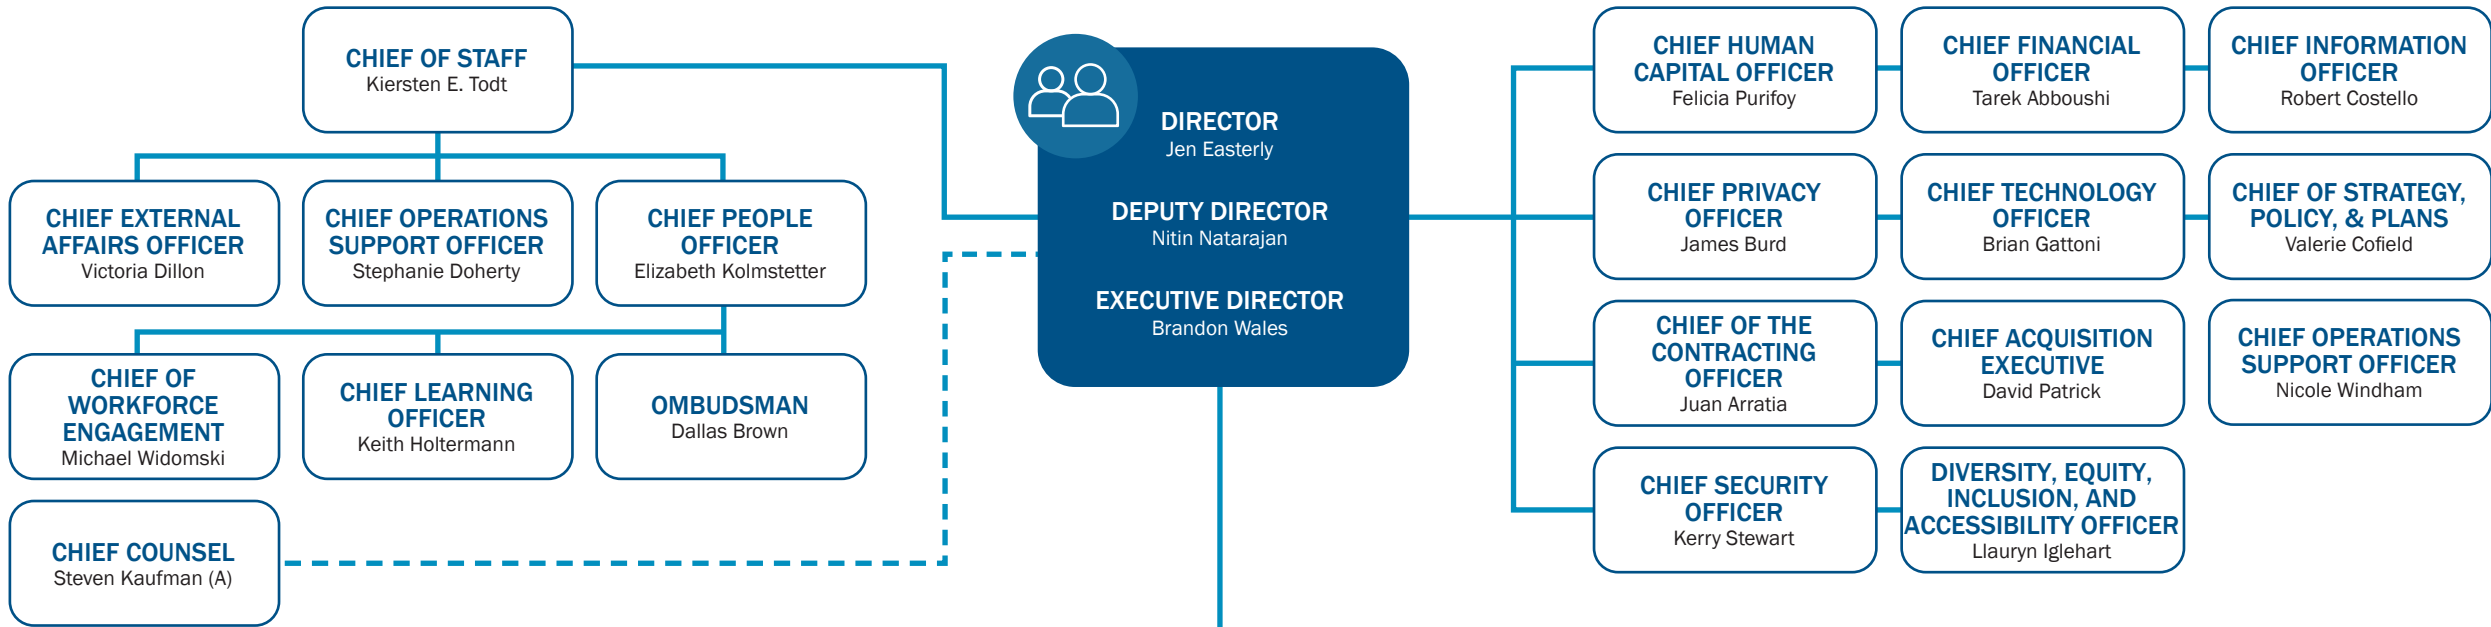 CHIEF OF STAFF
Kiersten E. Todt
CHIEF EXTERNAL
AFFAIRS OFFICER
Victoria Dillon
CHIEF OPERATIONS
SUPPORT OFFICER
Stephanie Doherty
CHIEF PEOPLE
OFFICER
Elizabeth Kolmstetter
CHIEF OF
WORKFORCE
ENGAGEMENT
Michael Widomski
CHIEF LEARNING
OFFICER
Keith Holtermann
OMBUDSMAN
Dallas Brown
CHIEF COUNSEL
Steven Kaufman (A)
DIRECTOR
Jen Easterly
DEPUTY DIRECTOR
Nitin Natarajan
EXECUTIVE DIRECTOR
Brandon Wales
CHIEF HUMAN
CAPITAL OFFICER
Felicia Purifoy
CHIEF FINANCIAL
OFFICER
Tarek Abboushi
CHIEF INFORMATION
OFFICER
Robert Costello
CHIEF PRIVACY
OFFICER
James Burd
CHIEF TECHNOLOGY
OFFICER
Brian Gattoni
CHIEF OF STRATEGY,
POLICY, & PLANS
Valerie Cofield
CHIEF OF THE
CONTRACTING
OFFICER
Juan Arratia
CHIEF ACQUISITION
EXECUTIVE
David Patrick
CHIEF OPERATIONS
SUPPORT OFFICER
Nicole Windham
CHIEF SECURITY
OFFICER
Kerry Stewart
DIVERSITY, EQUITY,
INCLUSION, AND
ACCESSIBILITY OFFICER
Llauryn Iglehart